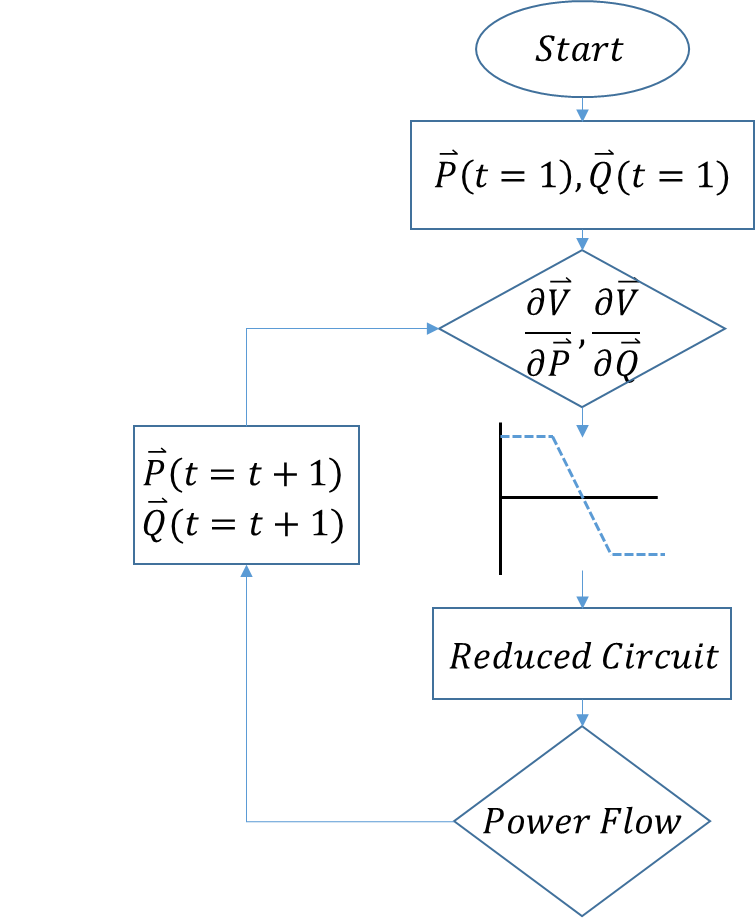 Start
P⃗(t = 1), Q⃗(t = 1)
∂V⃗/∂P⃗, ∂V⃗/∂Q⃗
P⃗(t = t + 1)
Q⃗(t = t + 1)
Reduced Circuit
Power Flow